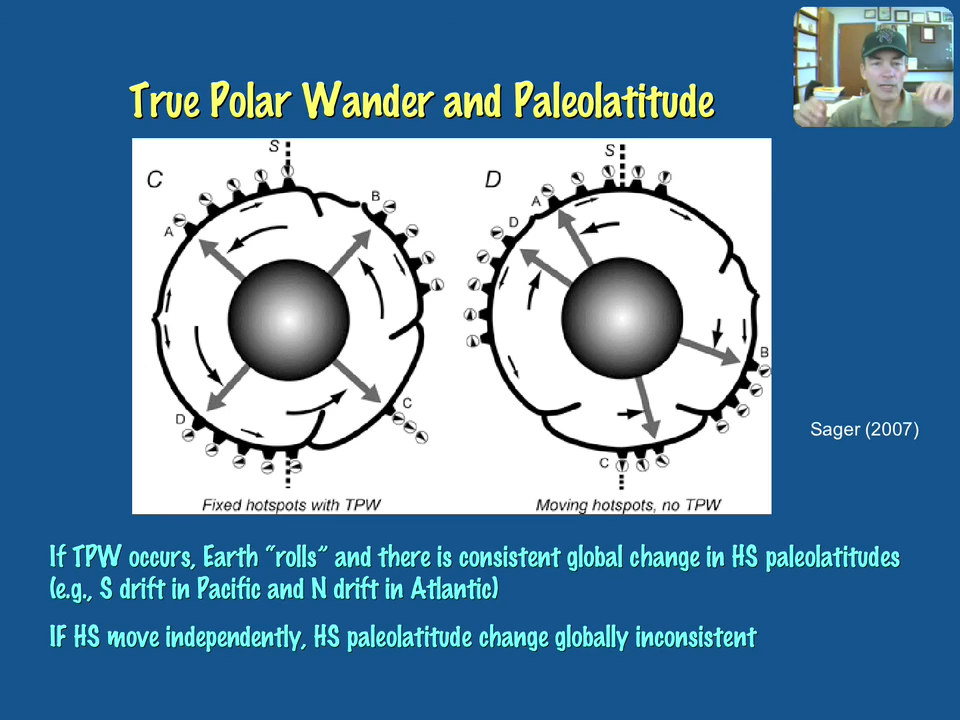 True Polar Wander and Paleolatitude
C
S
A
B
C
D
Fixed hotspots with TPW
D
S
A
D
B
C
Moving hotspots, no TPW
Sager (2007)
If TPW occurs, Earth “rolls” and there is consistent global change in HS paleolatitudes
(e.g., S drift in Pacific and N drift in Atlantic)
IF HS move independently, HS paleolatitude change globally inconsistent